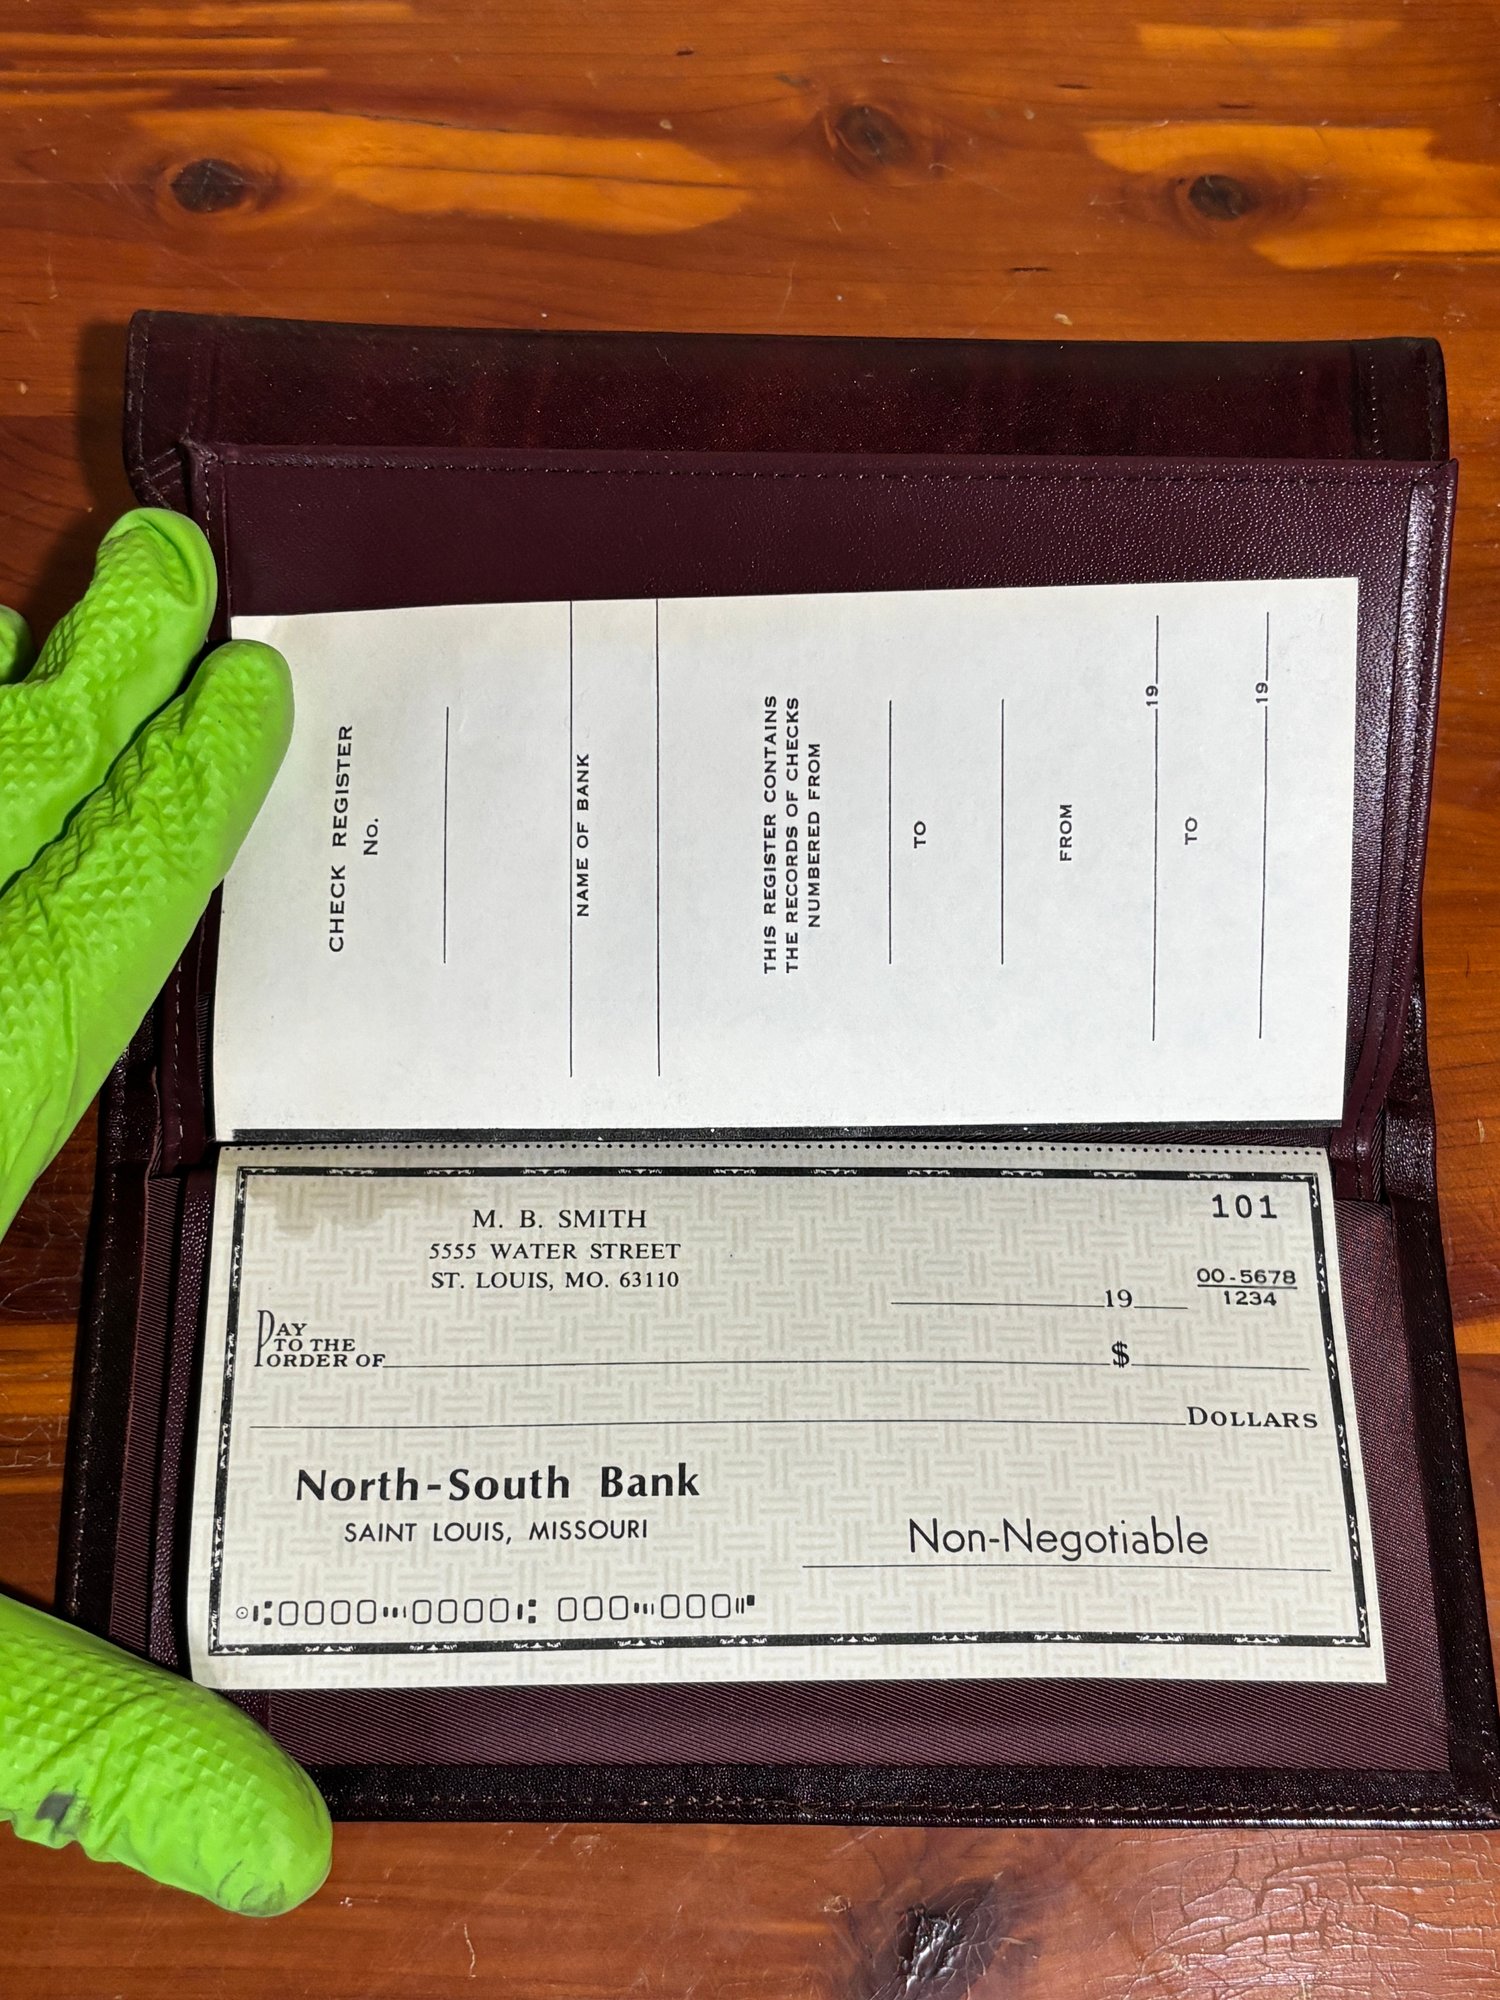 CHECK REGISTER
No.
NAME OF BANK
THIS REGISTER CONTAINS
THE RECORDS OF CHECKS
NUMBERED FROM
TO
FROM
19
TO
19
M. B. SMITH
5555 WATER STREET
ST. LOUIS, MO. 63110
101
00-5678
1234
19
PAY
TO THE
ORDER OF
$
DOLLARS
North-South Bank
SAINT LOUIS, MISSOURI
Non-Negotiable
⑆0000⑉0000⑆ 000⑉000⑈